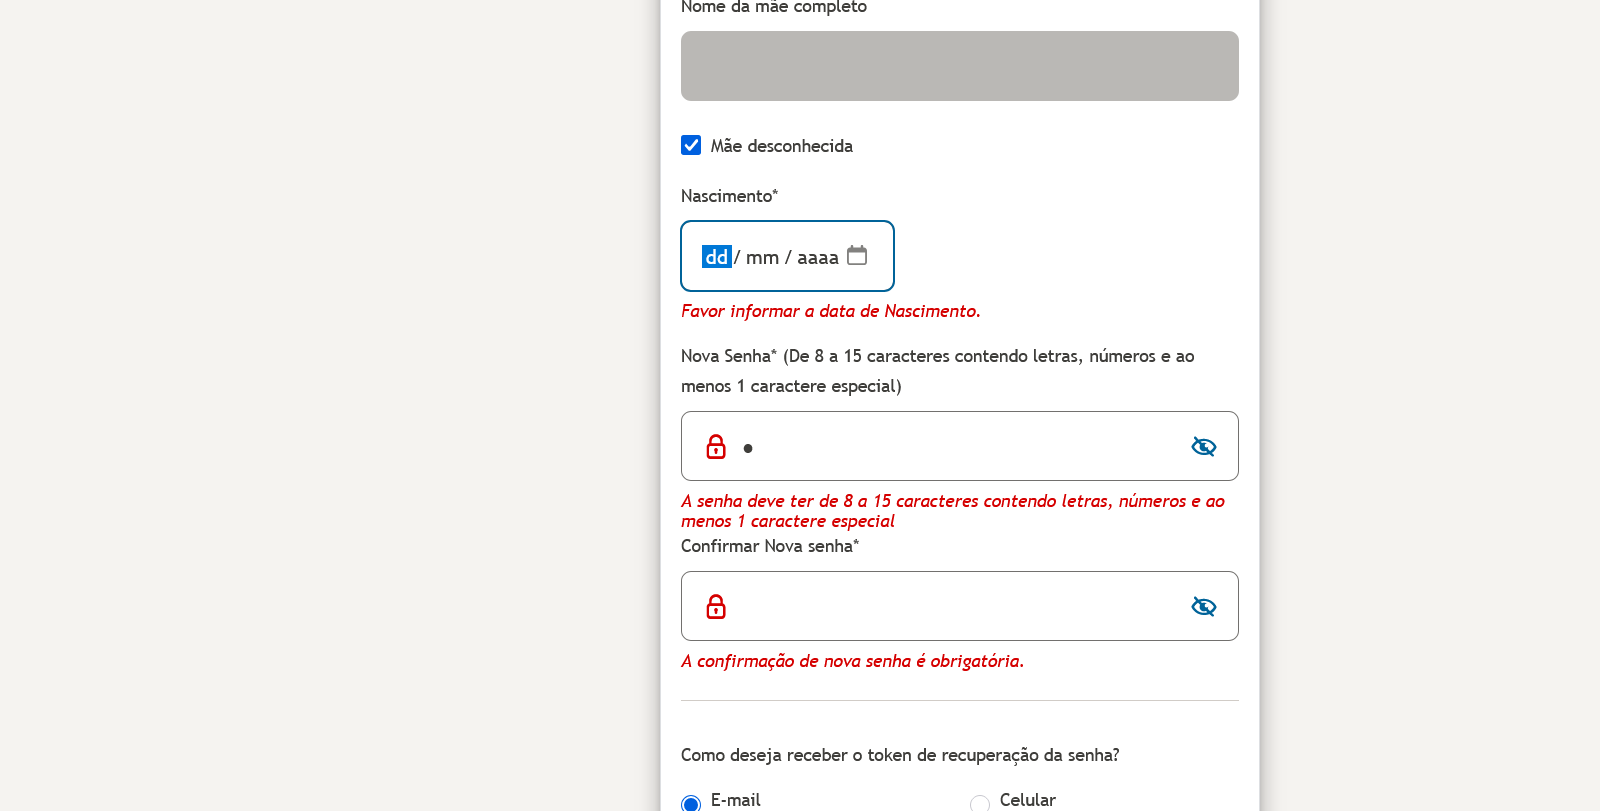 Nome da mãe completo
Mãe desconhecida
Nascimento*
dd / mm / aaaa
Favor informar a data de Nascimento.
Nova Senha* (De 8 a 15 caracteres contendo letras, números e ao
menos 1 caractere especial)
A senha deve ter de 8 a 15 caracteres contendo letras, números e ao
menos 1 caractere especial
Confirmar Nova senha*
A confirmação de nova senha é obrigatória.
Como deseja receber o token de recuperação da senha?
E-mail
Celular